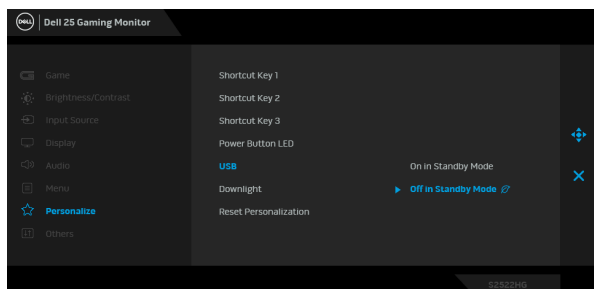 DELL
Dell 25 Gaming Monitor
Game
Brightness/Contrast
Input Source
Display
Audio
Menu
Personalize
Others
Shortcut Key 1
Shortcut Key 2
Shortcut Key 3
Power Button LED
USB
Downlight
Reset Personalization
On in Standby Mode
Off in Standby Mode
S2522HG